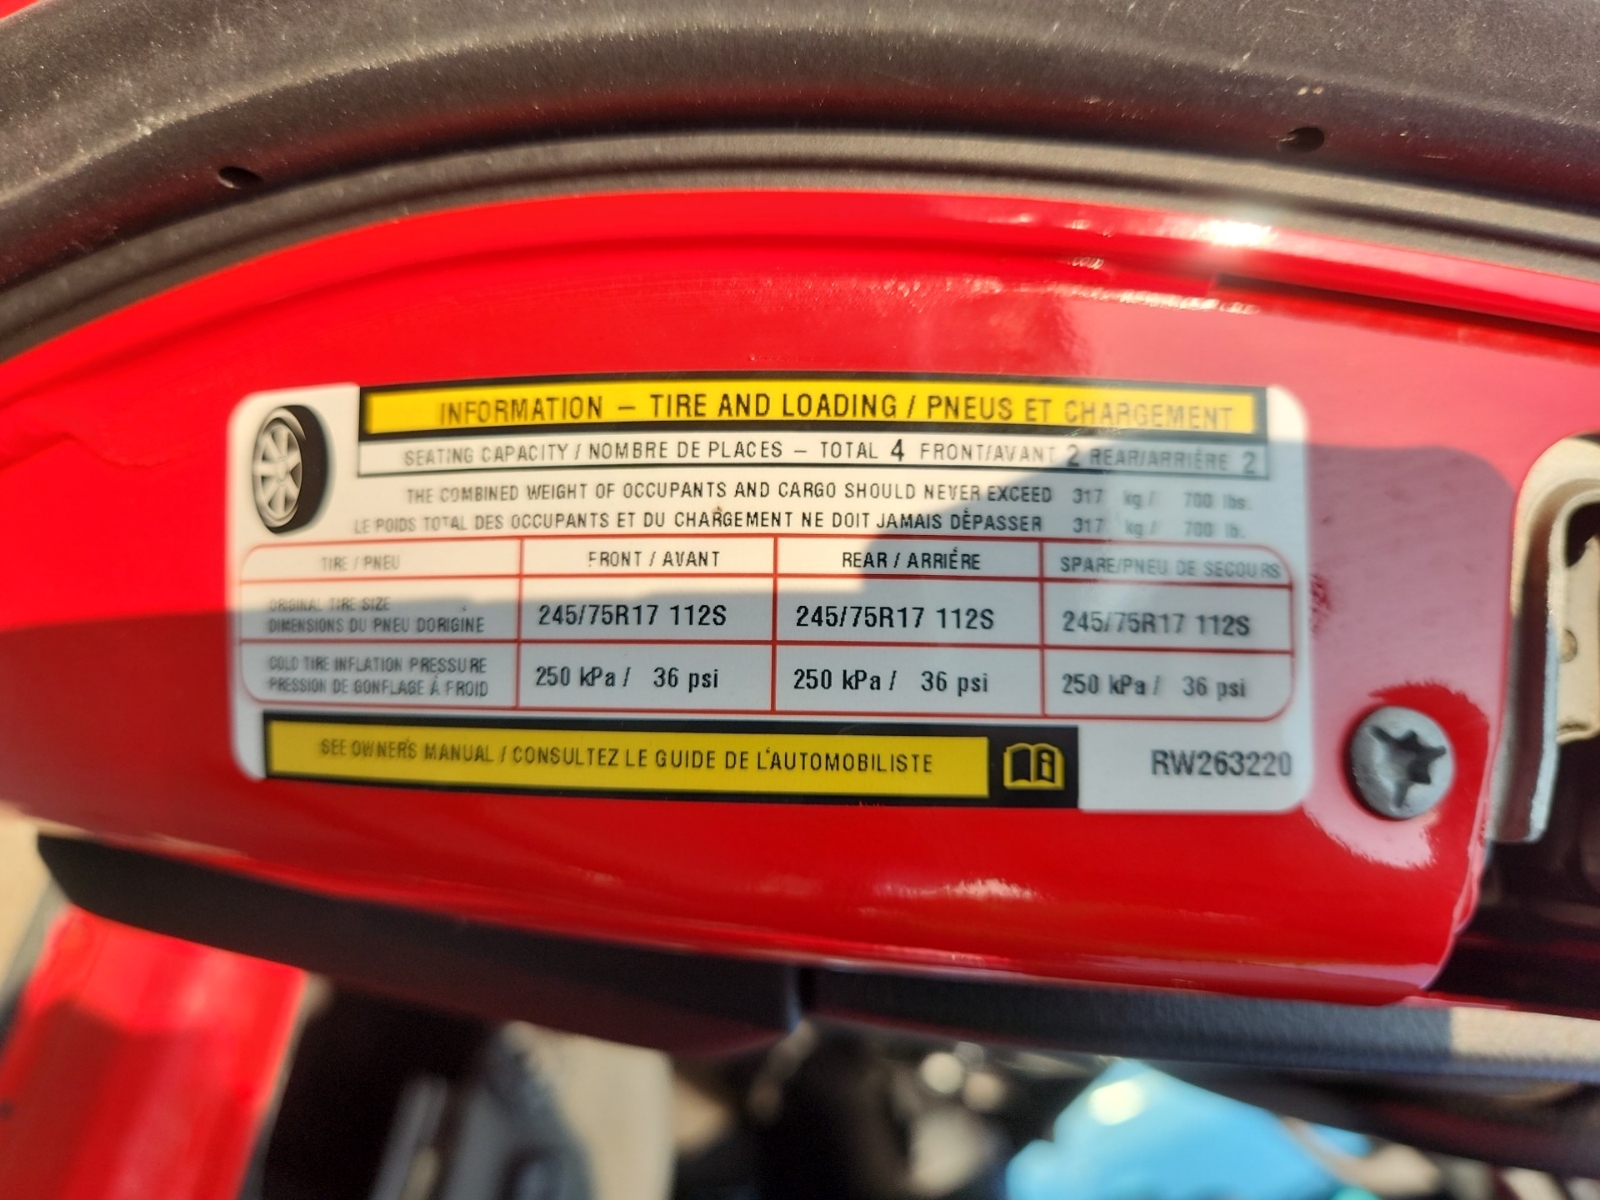 INFORMATION – TIRE AND LOADING / PNEUS ET CHARGEMENT
SEATING CAPACITY / NOMBRE DE PLACES – TOTAL 4 FRONT/AVANT 2 REAR/ARRIÈRE 2
THE COMBINED WEIGHT OF OCCUPANTS AND CARGO SHOULD NEVER EXCEED 317 kg / 700 lbs.
LE POIDS TOTAL DES OCCUPANTS ET DU CHARGEMENT NE DOIT JAMAIS DÉPASSER 317 kg / 700 lb.
TIRE / PNEU FRONT / AVANT REAR / ARRIÉRE SPARE/PNEU DE SECOURS
ORIGINAL TIRE SIZE
DIMENSIONS DU PNEU DORIGINE 245/75R17 112S 245/75R17 112S 245/75R17 112S
COLD TIRE INFLATION PRESSURE
PRESSION DE GONFLAGE Á FROID 250 kPa / 36 psi 250 kPa / 36 psi 250 kPa / 36 psi
SEE OWNER'S MANUAL / CONSULTEZ LE GUIDE DE L'AUTOMOBILISTE
RW263220